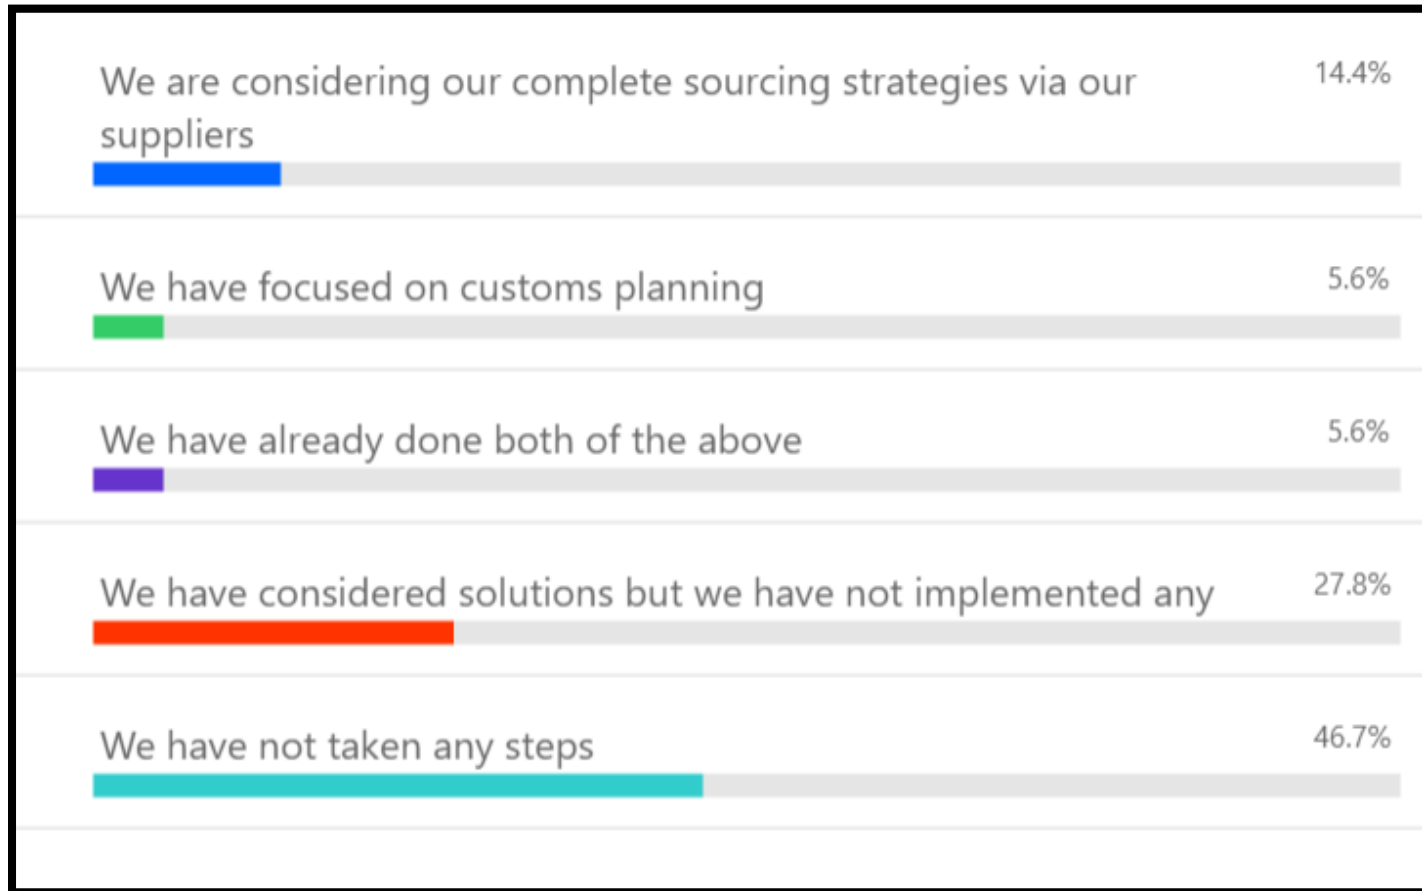 We are considering our complete sourcing strategies via our
suppliers
14.4%
We have focused on customs planning
5.6%
We have already done both of the above
5.6%
We have considered solutions but we have not implemented any
27.8%
We have not taken any steps
46.7%